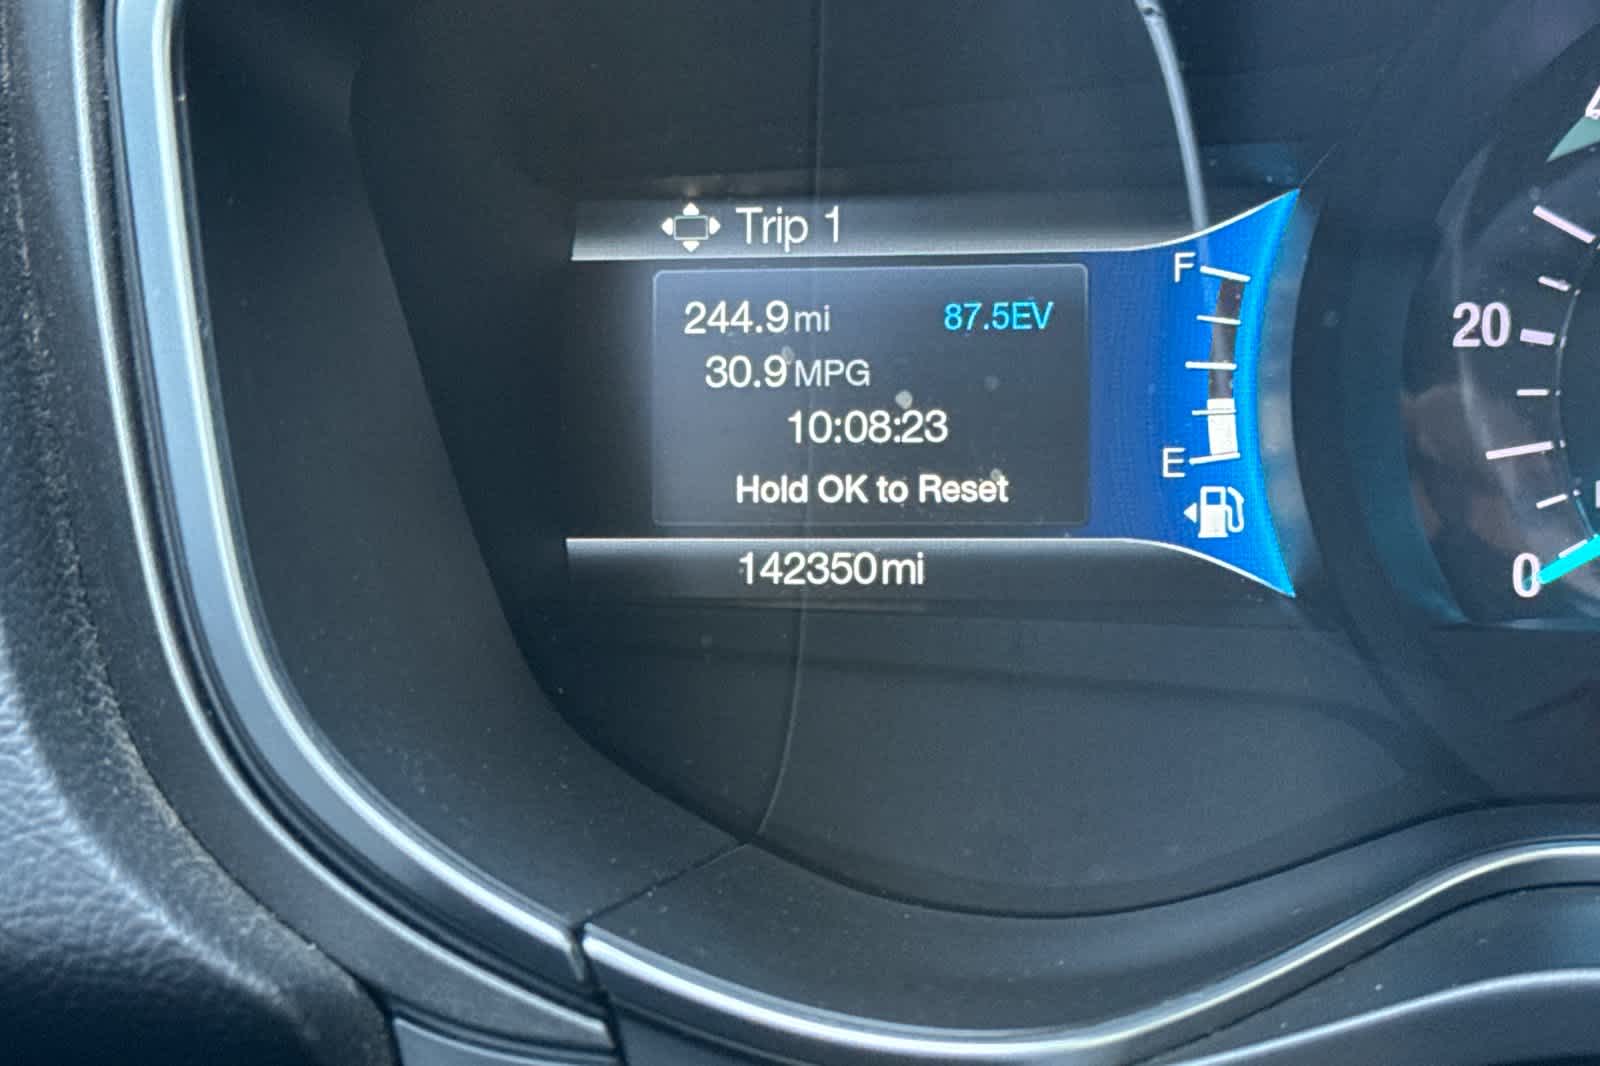 Trip 1
244.9mi 87.5EV
30.9MPG
10:08:23
Hold OK to Reset
142350mi
F
E
20
0